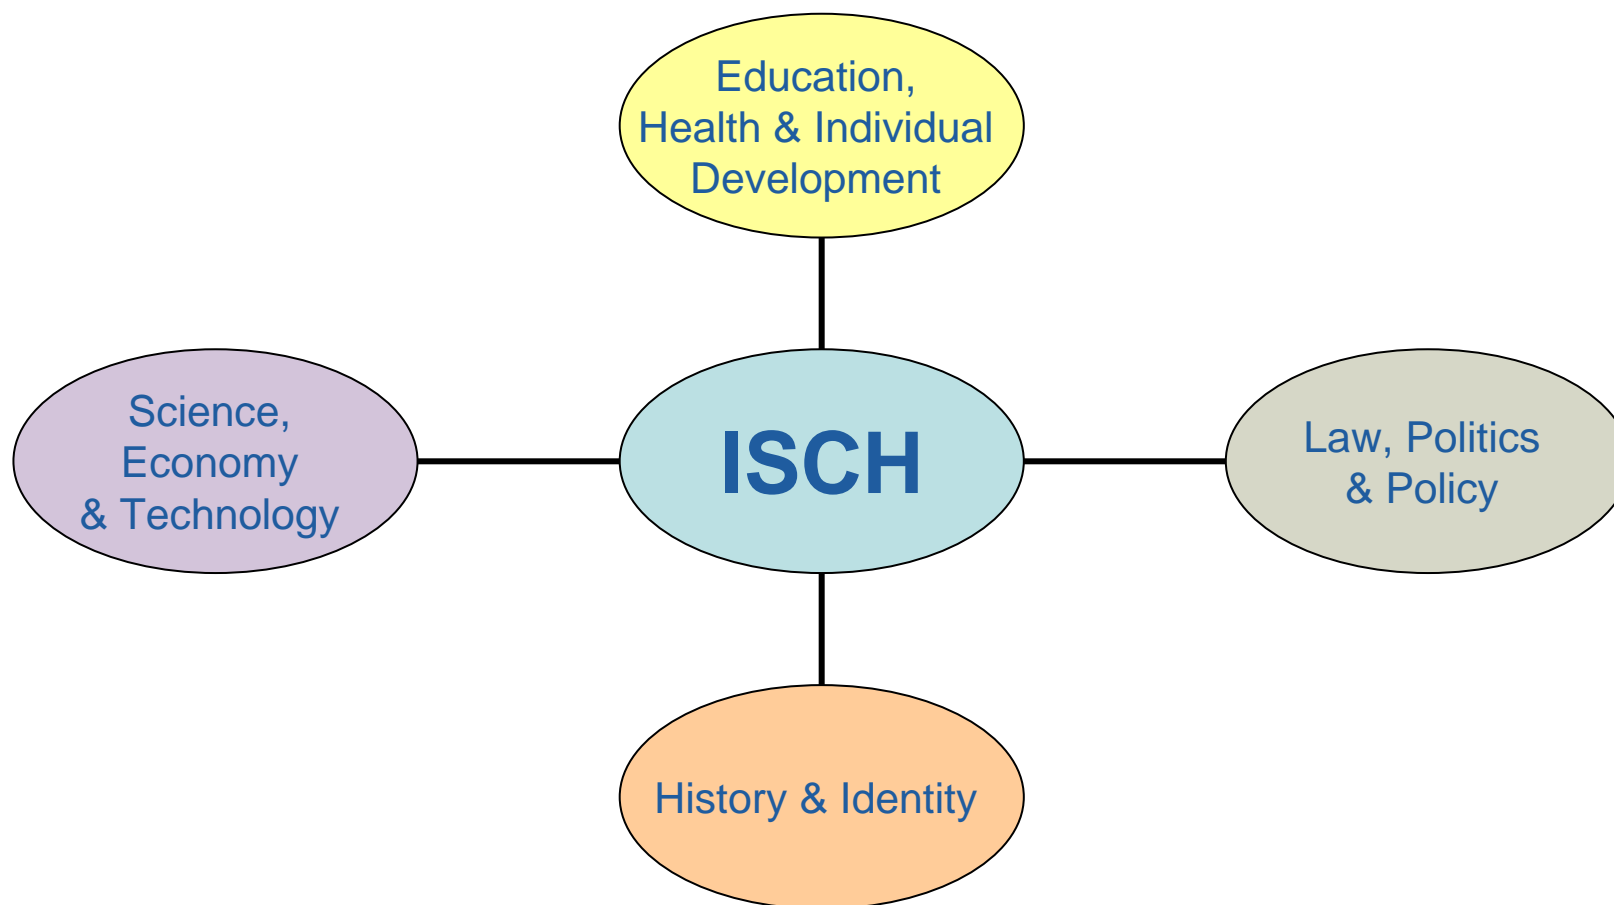 Education,
Health & Individual
Development
Science,
Economy
& Technology
ISCH
Law, Politics
& Policy
History & Identity